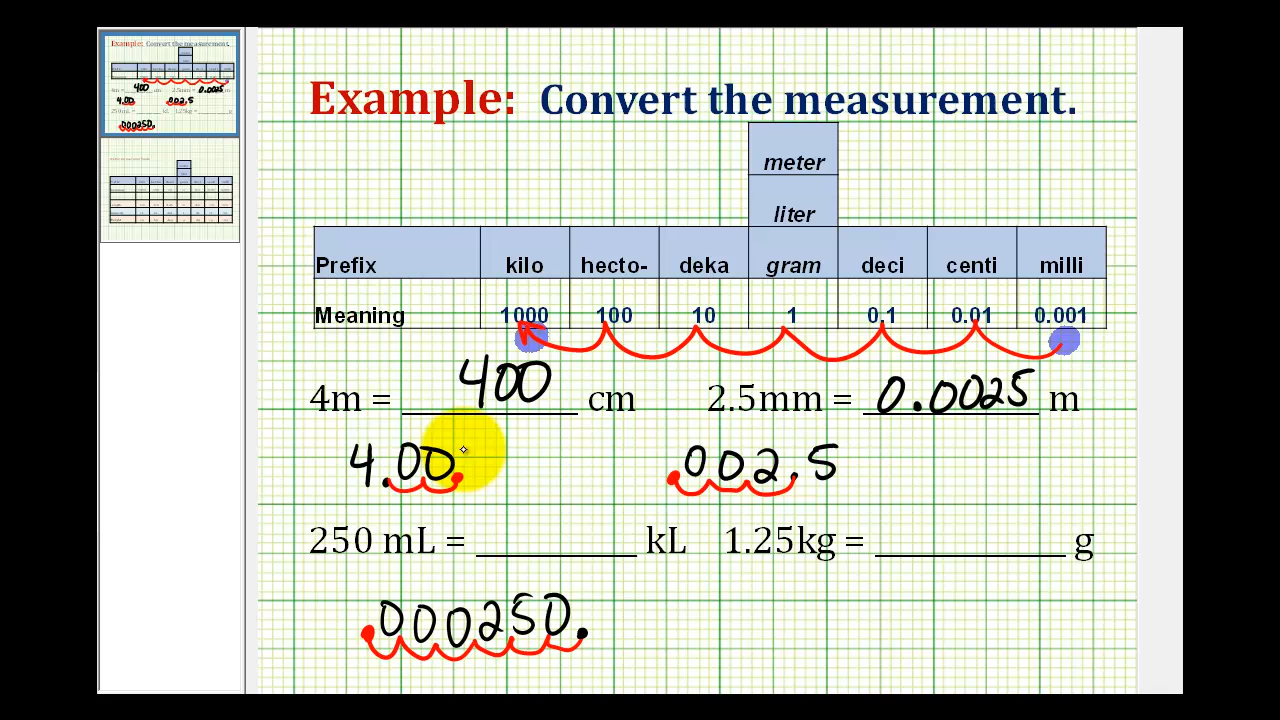 Example: Convert the measurement.
meter
liter
Prefix kilo hecto- deka gram deci centi milli
Meaning 1000 100 10 1 0.1 0.01 0.001
4m = 400 cm 2.5mm = 0.0025 m
4.00. .002.5
250 mL = ____ kL 1.25kg = ____ g
.000250.